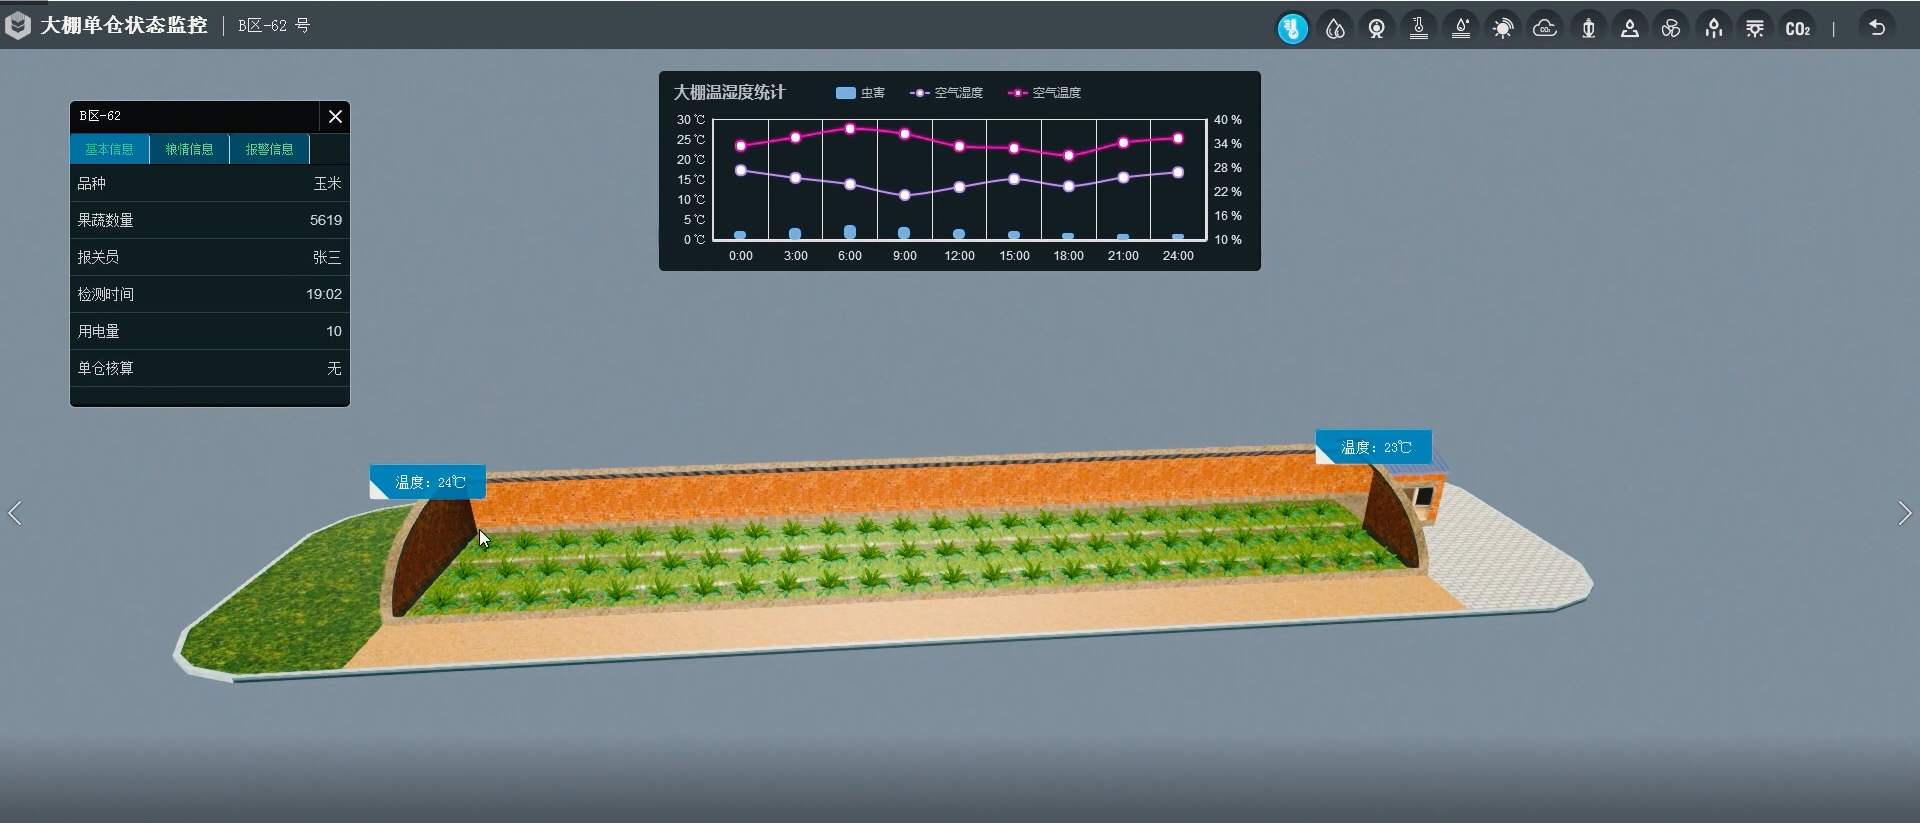 大棚单仓状态监控 | B区-62 号
CO2 |
大棚温湿度统计 虫害 空气湿度 空气温度
30 ℃ 40 %
25 ℃ 34 %
20 ℃ 28 %
15 ℃ 22 %
10 ℃ 16 %
5 ℃ 10 %
0 ℃
0:00 3:00 6:00 9:00 12:00 15:00 18:00 21:00 24:00
B区-62
基本信息 狼情信息 报警信息
品种 玉米
果蔬数量 5619
报关员 张三
检测时间 19:02
用电量 10
单仓核算 无
温度：24℃
温度：23℃